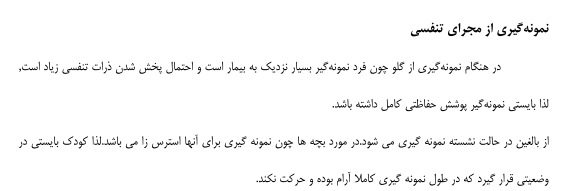 نمونه‌گیری از مجرای تنفسی
در هنگام نمونه‌گیری از گلو چون فرد نمونه‌گیر بسیار نزدیک به بیمار است و احتمال پخش شدن ذرات تنفسی زیاد است,
لذا بایستی نمونه‌گیر پوشش حفاظتی کامل داشته باشد.
از بالغین در حالت نشسته نمونه گیری می شود.در مورد بچه ها چون نمونه گیری برای آنها استرس زا می باشد.لذا کودک بایستی در
وضعیتی قرار گیرد که در طول نمونه گیری کاملا آرام بوده و حرکت نکند.